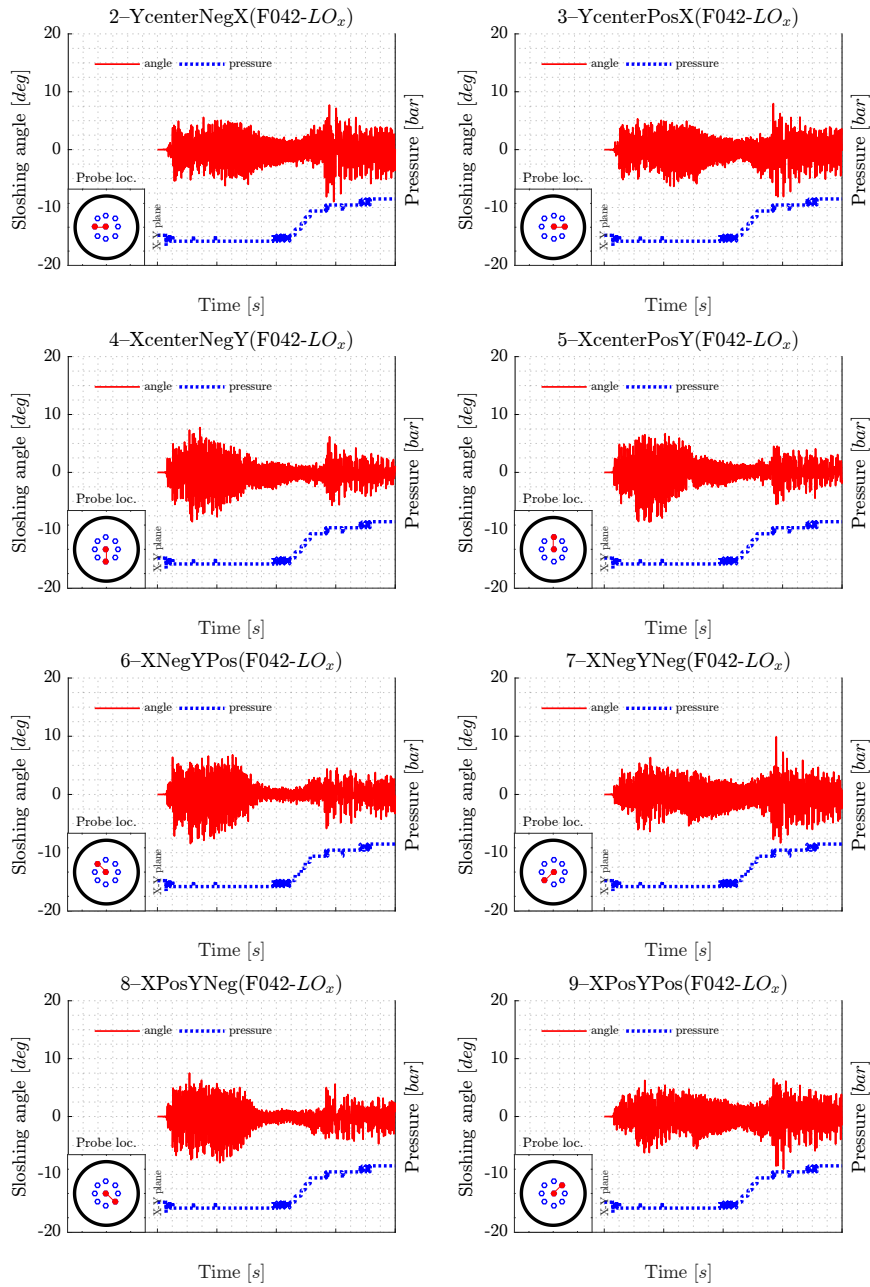 2–YcenterNegX(F042-LOₓ)
20
10
0
-10
-20
Sloshing angle [deg]
angle
pressure
Probe loc.
X-Y plane
Pressure [bar]
Time [s]
3–YcenterPosX(F042-LOₓ)
20
10
0
-10
-20
Sloshing angle [deg]
angle
pressure
Probe loc.
X-Y plane
Pressure [bar]
Time [s]
4–XcenterNegY(F042-LOₓ)
20
10
0
-10
-20
Sloshing angle [deg]
angle
pressure
Probe loc.
X-Y plane
Pressure [bar]
Time [s]
5–XcenterPosY(F042-LOₓ)
20
10
0
-10
-20
Sloshing angle [deg]
angle
pressure
Probe loc.
X-Y plane
Pressure [bar]
Time [s]
6–XNegYPos(F042-LOₓ)
20
10
0
-10
-20
Sloshing angle [deg]
angle
pressure
Probe loc.
X-Y plane
Pressure [bar]
Time [s]
7–XNegYNeg(F042-LOₓ)
20
10
0
-10
-20
Sloshing angle [deg]
angle
pressure
Probe loc.
X-Y plane
Pressure [bar]
Time [s]
8–XPosYNeg(F042-LOₓ)
20
10
0
-10
-20
Sloshing angle [deg]
angle
pressure
Probe loc.
X-Y plane
Pressure [bar]
Time [s]
9–XPosYPos(F042-LOₓ)
20
10
0
-10
-20
Sloshing angle [deg]
angle
pressure
Probe loc.
X-Y plane
Pressure [bar]
Time [s]